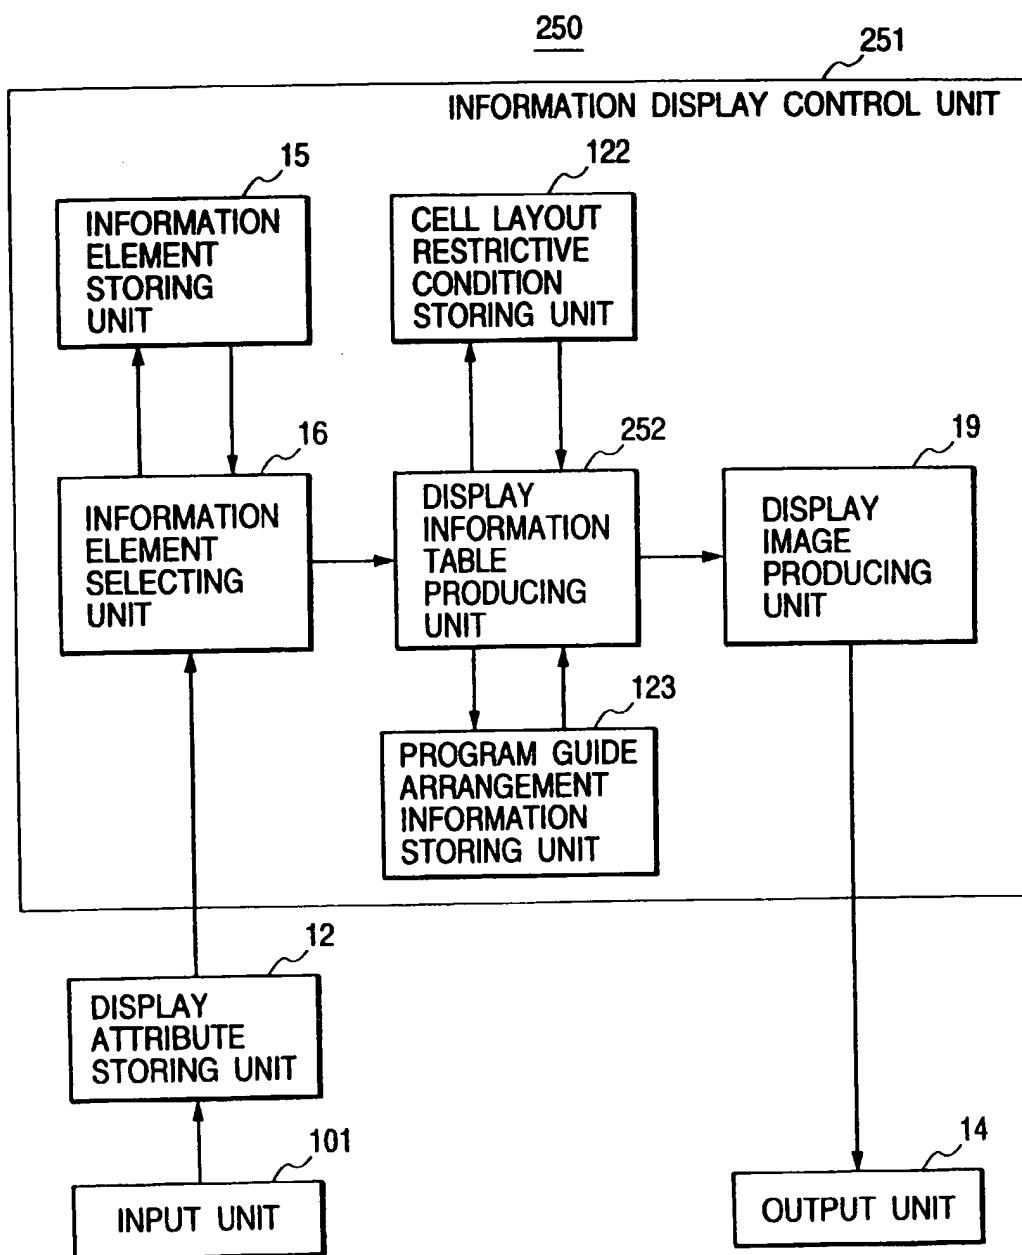 250
251
INFORMATION DISPLAY CONTROL UNIT
15
INFORMATION
ELEMENT
STORING
UNIT
122
CELL LAYOUT
RESTRICTIVE
CONDITION
STORING UNIT
16
INFORMATION
ELEMENT
SELECTING
UNIT
252
DISPLAY
INFORMATION
TABLE
PRODUCING
UNIT
19
DISPLAY
IMAGE
PRODUCING
UNIT
123
PROGRAM GUIDE
ARRANGEMENT
INFORMATION
STORING UNIT
12
DISPLAY
ATTRIBUTE
STORING UNIT
101
INPUT UNIT
14
OUTPUT UNIT